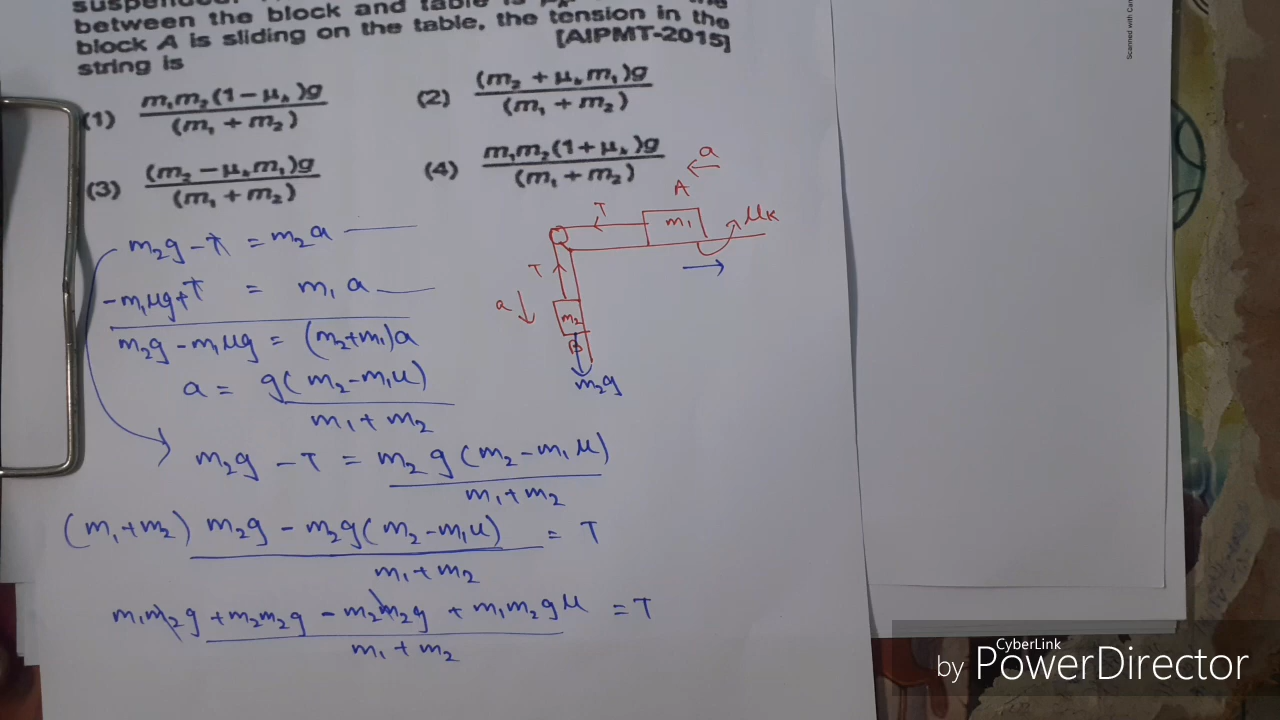 between the block and table is
block A is sliding on the table, the tension in the
string is [AIPMT-2015]
(1) m₁m₂(1 − μₖ)g / (m₁ + m₂) (2) (m₂ + μₖm₁)g / (m₁ + m₂)
(3) (m₂ − μₖm₁)g / (m₁ + m₂) (4) m₁m₂(1 + μₖ)g / (m₁ + m₂)
a
A
T m₁ μK
T
a
m₂
B
m₂g
m₂g − T = m₂a
−m₁μg + T = m₁a
m₂g − m₁μg = (m₂+m₁)a
a = g(m₂−m₁μ) / m₁ + m₂
m₂g − T = m₂g(m₂−m₁μ) / m₁+m₂
(m₁+m₂) m₂g − m₂g(m₂−m₁μ) / m₁+m₂ = T
m₁m₂g + m₂m₂g − m₂m₂g + m₁m₂gμ / m₁+m₂ = T
CyberLink
by PowerDirector